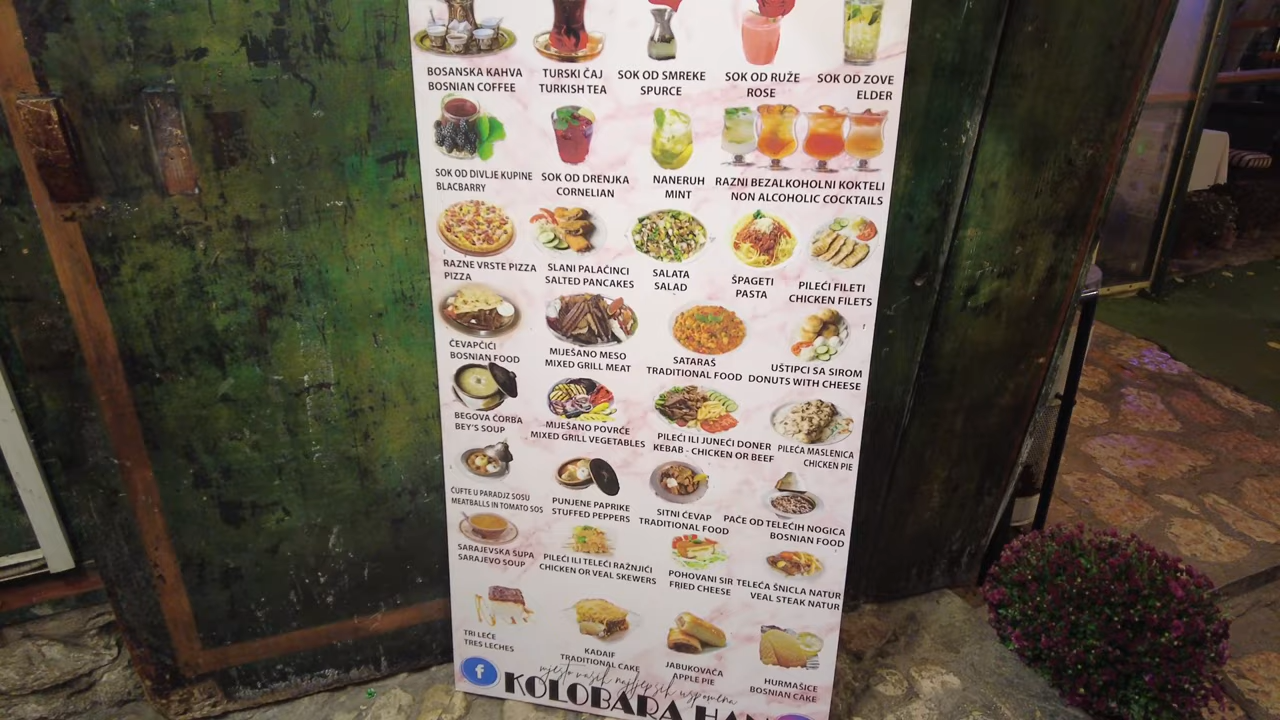 BOSANSKA KAHVA
BOSNIAN COFFEE
TURSKI ČAJ
TURKISH TEA
SOK OD SMREKE
SPURCE
SOK OD RUŽE
ROSE
SOK OD ZOVE
ELDER
SOK OD DIVLJE KUPINE
BLACBARRY
SOK OD DRENJKA
CORNELIAN
NANERUH
MINT
RAZNI BEZALKOHOLNI KOKTELI
NON ALCOHOLIC COCKTAILS
RAZNE VRSTE PIZZA
PIZZA
SLANI PALAČINCI
SALTED PANCAKES
SALATA
SALAD
ŠPAGETI
PASTA
PILEĆI FILETI
CHICKEN FILETS
ČEVAPČIĆI
BOSNIAN FOOD
MIJEŠANO MESO
MIXED GRILL MEAT
SATARAŠ
TRADITIONAL FOOD
UŠTIPCI SA SIROM
DONUTS WITH CHEESE
BEGOVA ČORBA
BEY'S SOUP
MIJEŠANO POVRĆE
MIXED GRILL VEGETABLES
PILEĆI ILI JUNEĆI DONER
KEBAB - CHICKEN OR BEEF
PILEĆA MASLENICA
CHICKEN PIE
ĆUFTE U PARADJZ SOSU
MEATBALLS IN TOMATO SOS
PUNJENE PAPRIKE
STUFFED PEPPERS
SITNI ĆEVAP
TRADITIONAL FOOD
PAČE OD TELEĆIH NOGICA
BOSNIAN FOOD
SARAJEVSKA SUPA
SARAJEVO SOUP
PILEĆI ILI TELEĆI RAŽNJIĆI
CHICKEN OR VEAL SKEWERS
POHOVANI SIR
FRIED CHEESE
TELEĆA ŠNICLA NATUR
VEAL STEAK NATUR
TRI LEĆE
TRES LECHES
KADAIF
TRADITIONAL CAKE
JABUKOVAČA
APPLE PIE
HURMAŠICE
BOSNIAN CAKE
mjesto vasih najljepsih uspomena
f
KOLOBARA HAN